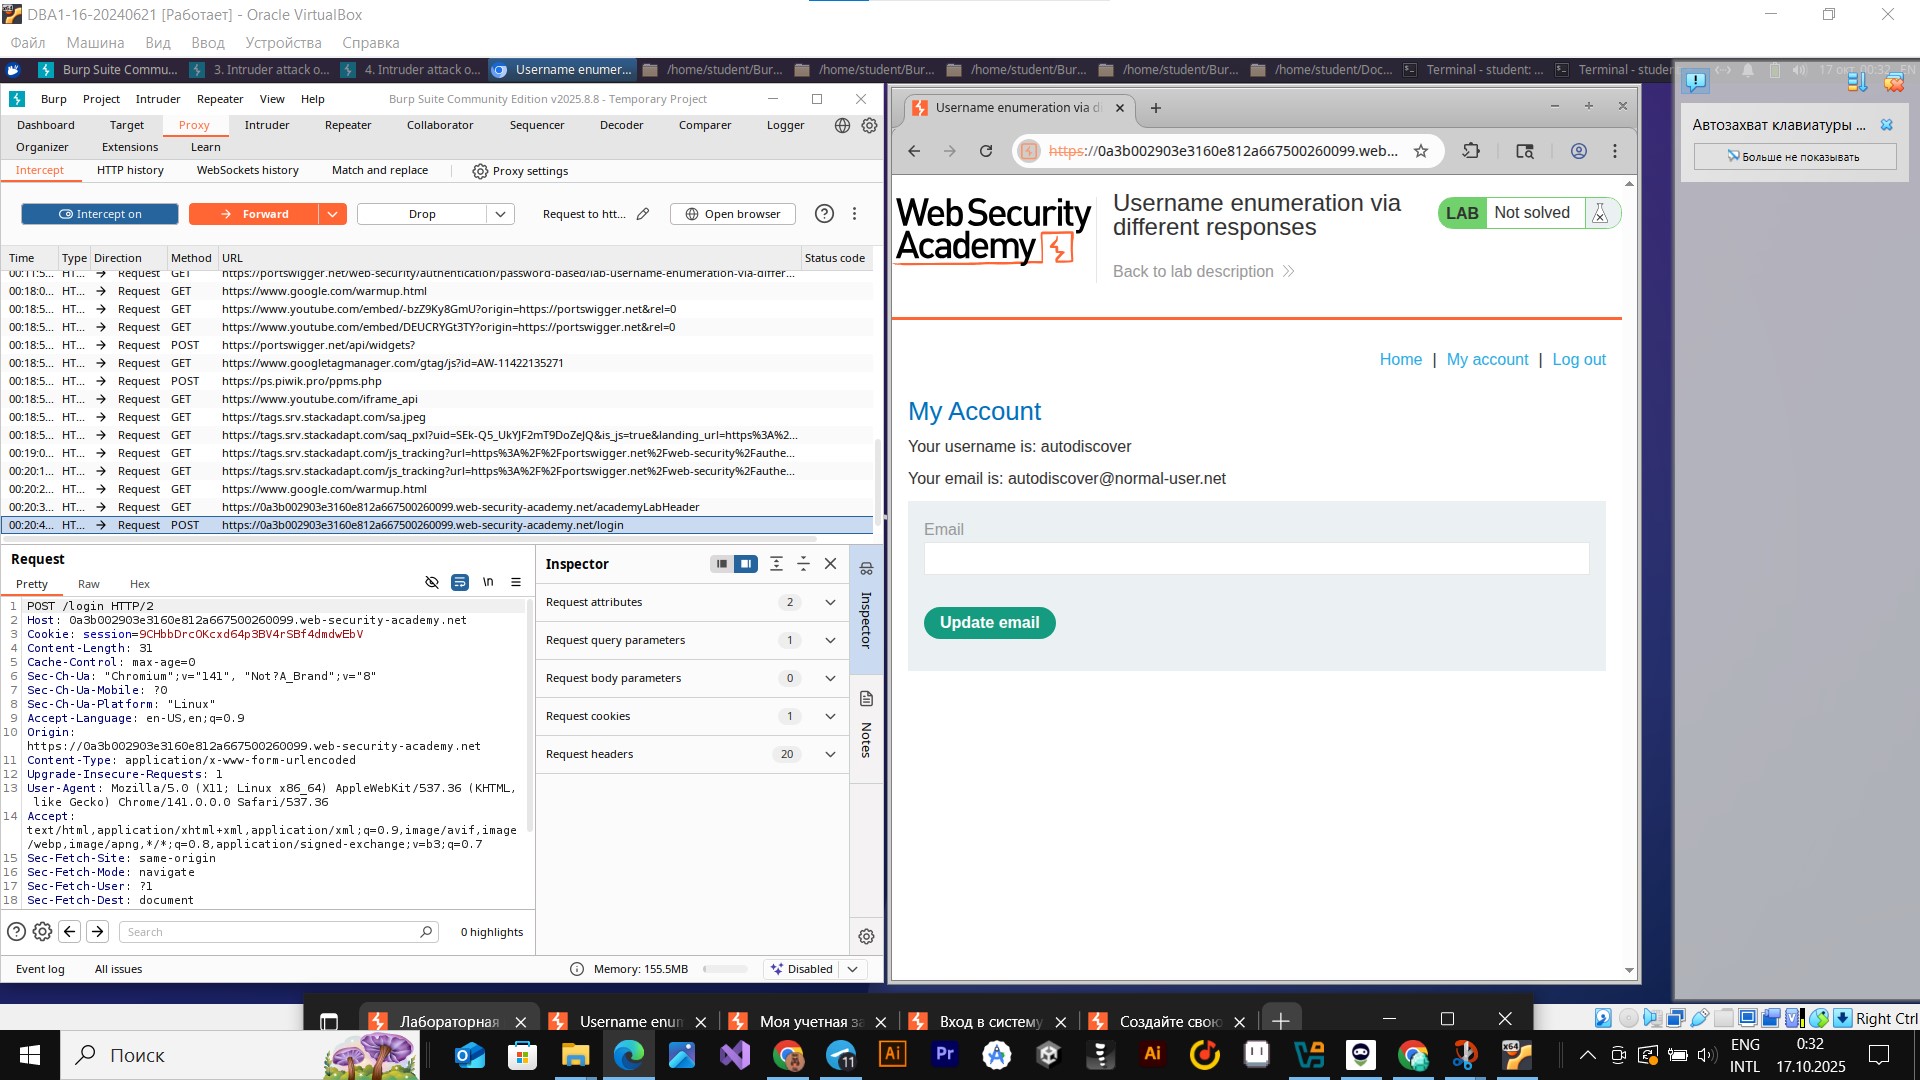 DBA1-16-20240621 [Работает] - Oracle VirtualBox
Файл Машина Вид Ввод Устройства Справка
Burp Suite Commu... 3. Intruder attack o... 4. Intruder attack o... Username enumer... /home/student/Bur... /home/student/Bur... /home/student/Bur... /home/student/Bur... /home/student/Doc... Terminal - student: ... Terminal - studen 17 окт, 00:32 EN
Burp Project Intruder Repeater View Help Burp Suite Community Edition v2025.8.8 - Temporary Project
Dashboard Target Proxy Intruder Repeater Collaborator Sequencer Decoder Comparer Logger
Organizer Extensions Learn
Intercept HTTP history WebSockets history Match and replace Proxy settings
Intercept on Forward Drop Request to htt... Open browser
Time Type Direction Method URL Status code
00:11:5... HT... Request GET https://portswigger.net/web-security/authentication/password-based/lab-username-enumeration-via-differ...
00:18:0... HT... Request GET https://www.google.com/warmup.html
00:18:5... HT... Request GET https://www.youtube.com/embed/-bzZ9Ky8GmU?origin=https://portswigger.net&rel=0
00:18:5... HT... Request GET https://www.youtube.com/embed/DEUCRYGt3TY?origin=https://portswigger.net&rel=0
00:18:5... HT... Request POST https://portswigger.net/api/widgets?
00:18:5... HT... Request GET https://www.googletagmanager.com/gtag/js?id=AW-11422135271
00:18:5... HT... Request POST https://ps.piwik.pro/ppms.php
00:18:5... HT... Request GET https://www.youtube.com/iframe_api
00:18:5... HT... Request GET https://tags.srv.stackadapt.com/sa.jpeg
00:18:5... HT... Request GET https://tags.srv.stackadapt.com/saq_pxl?uid=SEk-Q5_UkYJF2mT9DoZeJQ&is_js=true&landing_url=https%3A%2...
00:19:0... HT... Request GET https://tags.srv.stackadapt.com/js_tracking?url=https%3A%2F%2Fportswigger.net%2Fweb-security%2Fauthe...
00:20:1... HT... Request GET https://tags.srv.stackadapt.com/js_tracking?url=https%3A%2F%2Fportswigger.net%2Fweb-security%2Fauthe...
00:20:2... HT... Request GET https://www.google.com/warmup.html
00:20:3... HT... Request GET https://0a3b002903e3160e812a667500260099.web-security-academy.net/academyLabHeader
00:20:4... HT... Request POST https://0a3b002903e3160e812a667500260099.web-security-academy.net/login
Request
Pretty Raw Hex \n
1 POST /login HTTP/2
2 Host: 0a3b002903e3160e812a667500260099.web-security-academy.net
3 Cookie: session=9CHbbDrcOKcxd64p3BV4rSBf4dmdwEbV
4 Content-Length: 31
5 Cache-Control: max-age=0
6 Sec-Ch-Ua: "Chromium";v="141", "Not?A_Brand";v="8"
7 Sec-Ch-Ua-Mobile: ?0
8 Sec-Ch-Ua-Platform: "Linux"
9 Accept-Language: en-US,en;q=0.9
10 Origin:
https://0a3b002903e3160e812a667500260099.web-security-academy.net
11 Content-Type: application/x-www-form-urlencoded
12 Upgrade-Insecure-Requests: 1
13 User-Agent: Mozilla/5.0 (X11; Linux x86_64) AppleWebKit/537.36 (KHTML,
like Gecko) Chrome/141.0.0.0 Safari/537.36
14 Accept:
text/html,application/xhtml+xml,application/xml;q=0.9,image/avif,image
/webp,image/apng,*/*;q=0.8,application/signed-exchange;v=b3;q=0.7
15 Sec-Fetch-Site: same-origin
16 Sec-Fetch-Mode: navigate
17 Sec-Fetch-User: ?1
18 Sec-Fetch-Dest: document
Search 0 highlights
Inspector
Request attributes 2
Request query parameters 1
Request body parameters 0
Request cookies 1
Request headers 20
Inspector
Notes
Event log All issues Memory: 155.5MB Disabled
Username enumeration via d
https://0a3b002903e3160e812a667500260099.web...
Web Security Academy
Username enumeration via
different responses
Back to lab description
LAB Not solved
Home | My account | Log out
My Account
Your username is: autodiscover
Your email is: autodiscover@normal-user.net
Email
Update email
Автозахват клавиатуры ...
Больше не показывать
Лабораторная Username enun Моя учетная за Вход в систему Создайте свою
Right Ctrl
Поиск
Ai Pr 11 Ai x64
ENG
INTL
0:32
17.10.2025